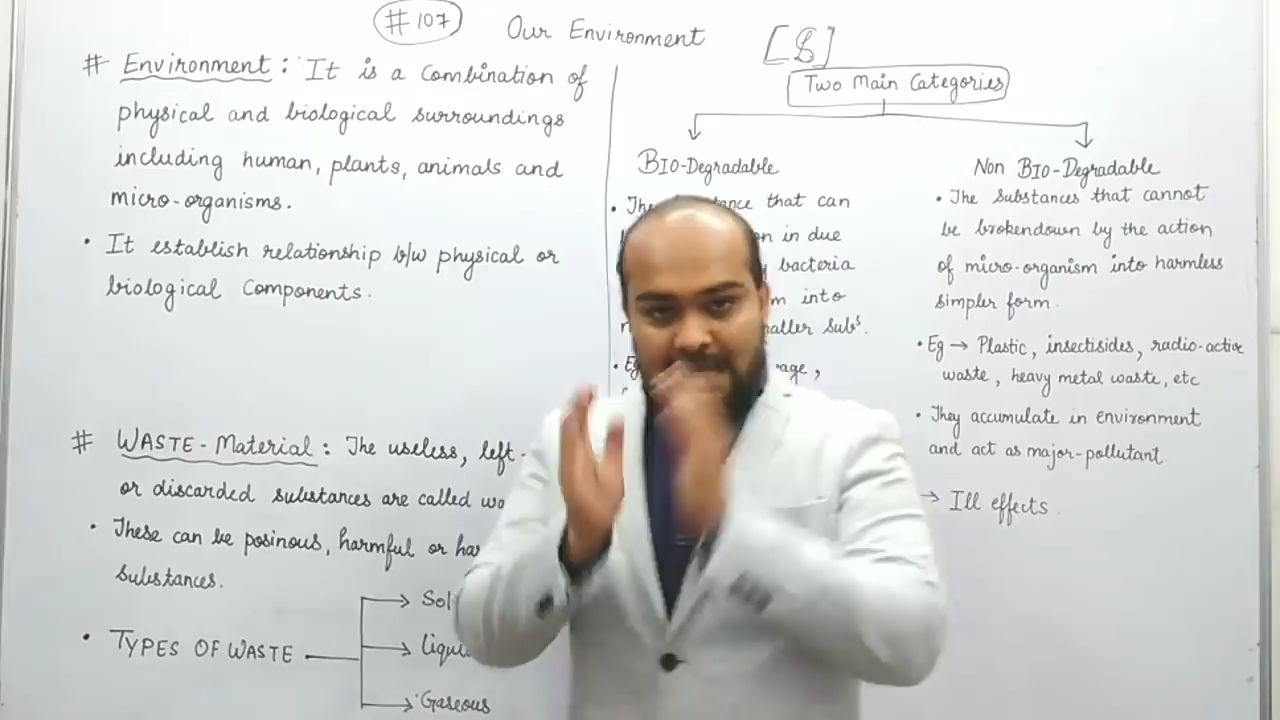 #107
Our Environment
[$]
# Environment : It is a combination of
physical and biological surroundings
including human, plants, animals and
micro-organisms.
• It establish relationship b/w physical or
biological components.
# WASTE-Material : The useless, left-
or discarded substances are called
• These can be posinous, harmful or
substances.
• TYPES OF WASTE
Gaseous
Two Main Categories
BIO-Degradable
• that can
in due
bacteria
into
Subs.
• Eg
Non BIO-Degradable
• The substances that cannot
be brokendown by the action
of micro-organism into harmless
simpler form.
• Eg → Plastic, insectisides, radio-active
waste, heavy metal waste, etc
• They accumulate in environment
and act as major-pollutant
→ Ill effects.